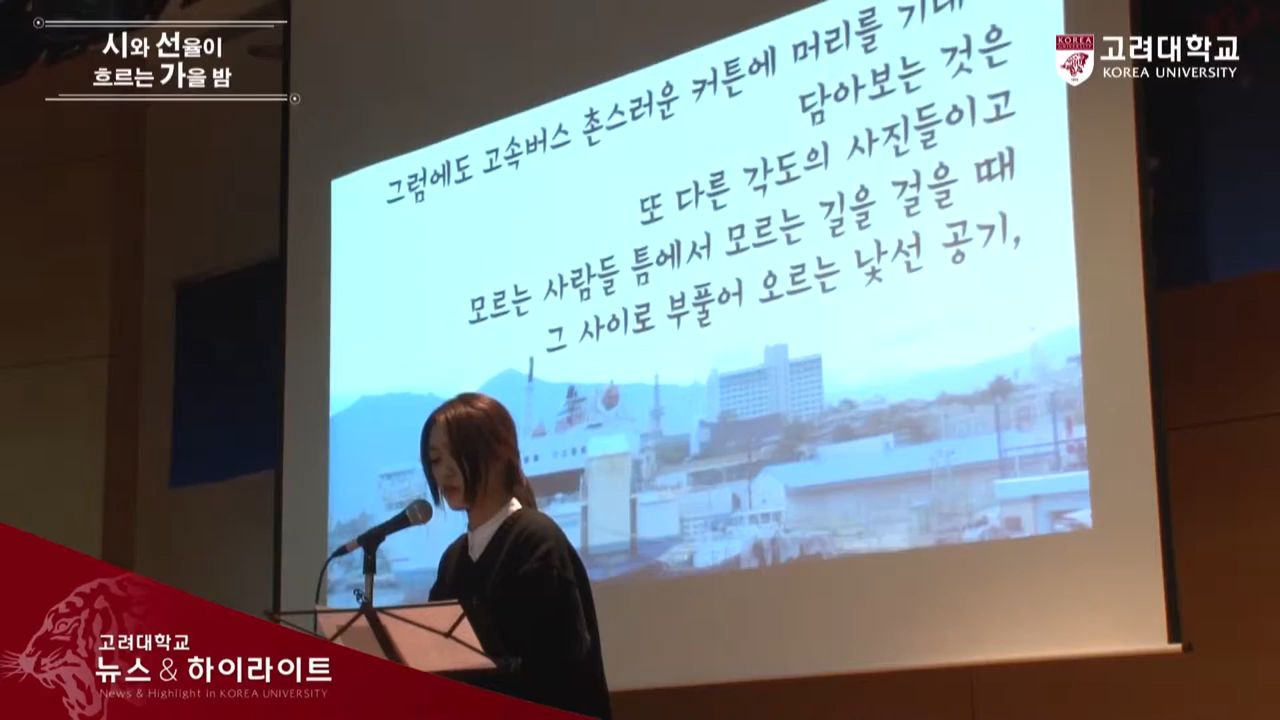 시와 선율이
흐르는 가을 밤
KOREA
고려대학교
KOREA UNIVERSITY
그럼에도 고속버스 촌스러운 커튼에 머리를
담아보는 것은
또 다른 각도의 사진들이고
모르는 사람들 틈에서 모르는 길을 걸을 때
그 사이로 부풀어 오르는 낯선 공기,
고려대학교
뉴스 & 하이라이트
News & Highlight in KOREA UNIVERSITY